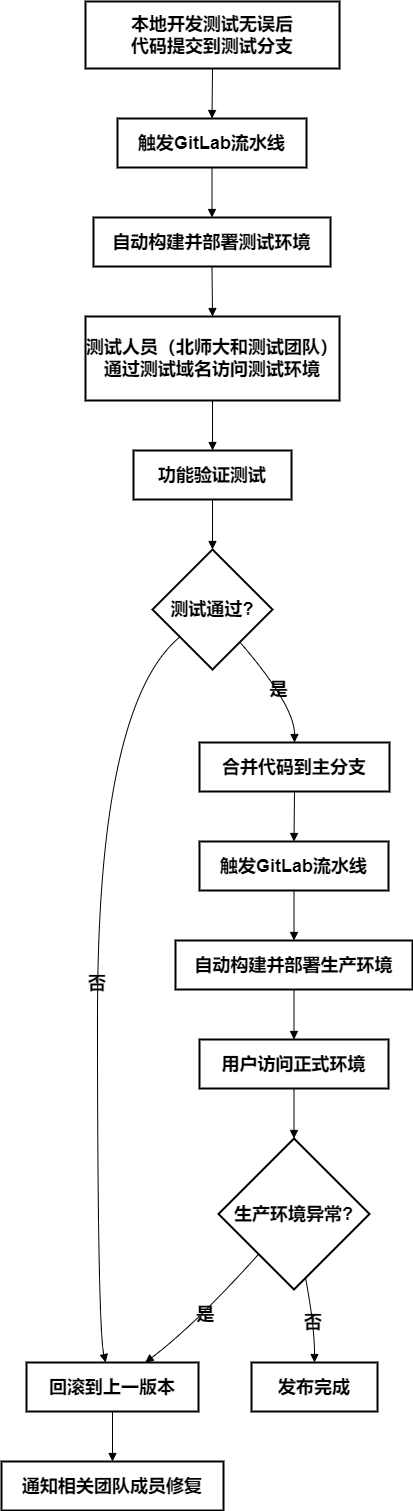 本地开发测试无误后
代码提交到测试分支
触发GitLab流水线
自动构建并部署测试环境
测试人员（北师大和测试团队）
通过测试域名访问测试环境
功能验证测试
测试通过?
是
合并代码到主分支
触发GitLab流水线
自动构建并部署生产环境
否
用户访问正式环境
生产环境异常?
是
否
回滚到上一版本
发布完成
通知相关团队成员修复